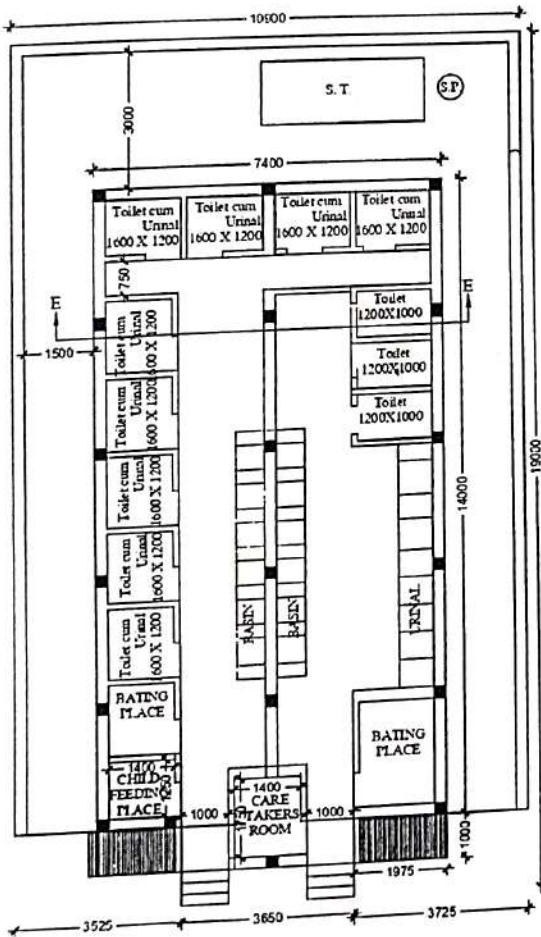 10900
S. T.
S.P
3000
7400
Toilet cum
Urinal
1600 X 1200
Toilet cum
Urinal
1600 X 1200
Toilet cum
Urinal
1600 X 1200
Toilet cum
Urinal
1600 X 1200
750
E
E
1500
Toilet
1200X1000
Toilet
1200X1000
Toilet
1200X1000
Toilet cum
Urinal
1600 X 1200
Toilet cum
Urinal
1600 X 1200
Toilet cum
Urinal
1600 X 1200
Toilet cum
Urinal
1600 X 1200
Toilet cum
Urinal
1600 X 1200
19000
14000
BASIN
BASIN
URINAL
BATING
PLACE
BATING
PLACE
1400
1250
CHILD
FEEDING
PLACE
1000
1400
CARE
TAKERS
ROOM
1000
1000
1975
3525
3650
3725